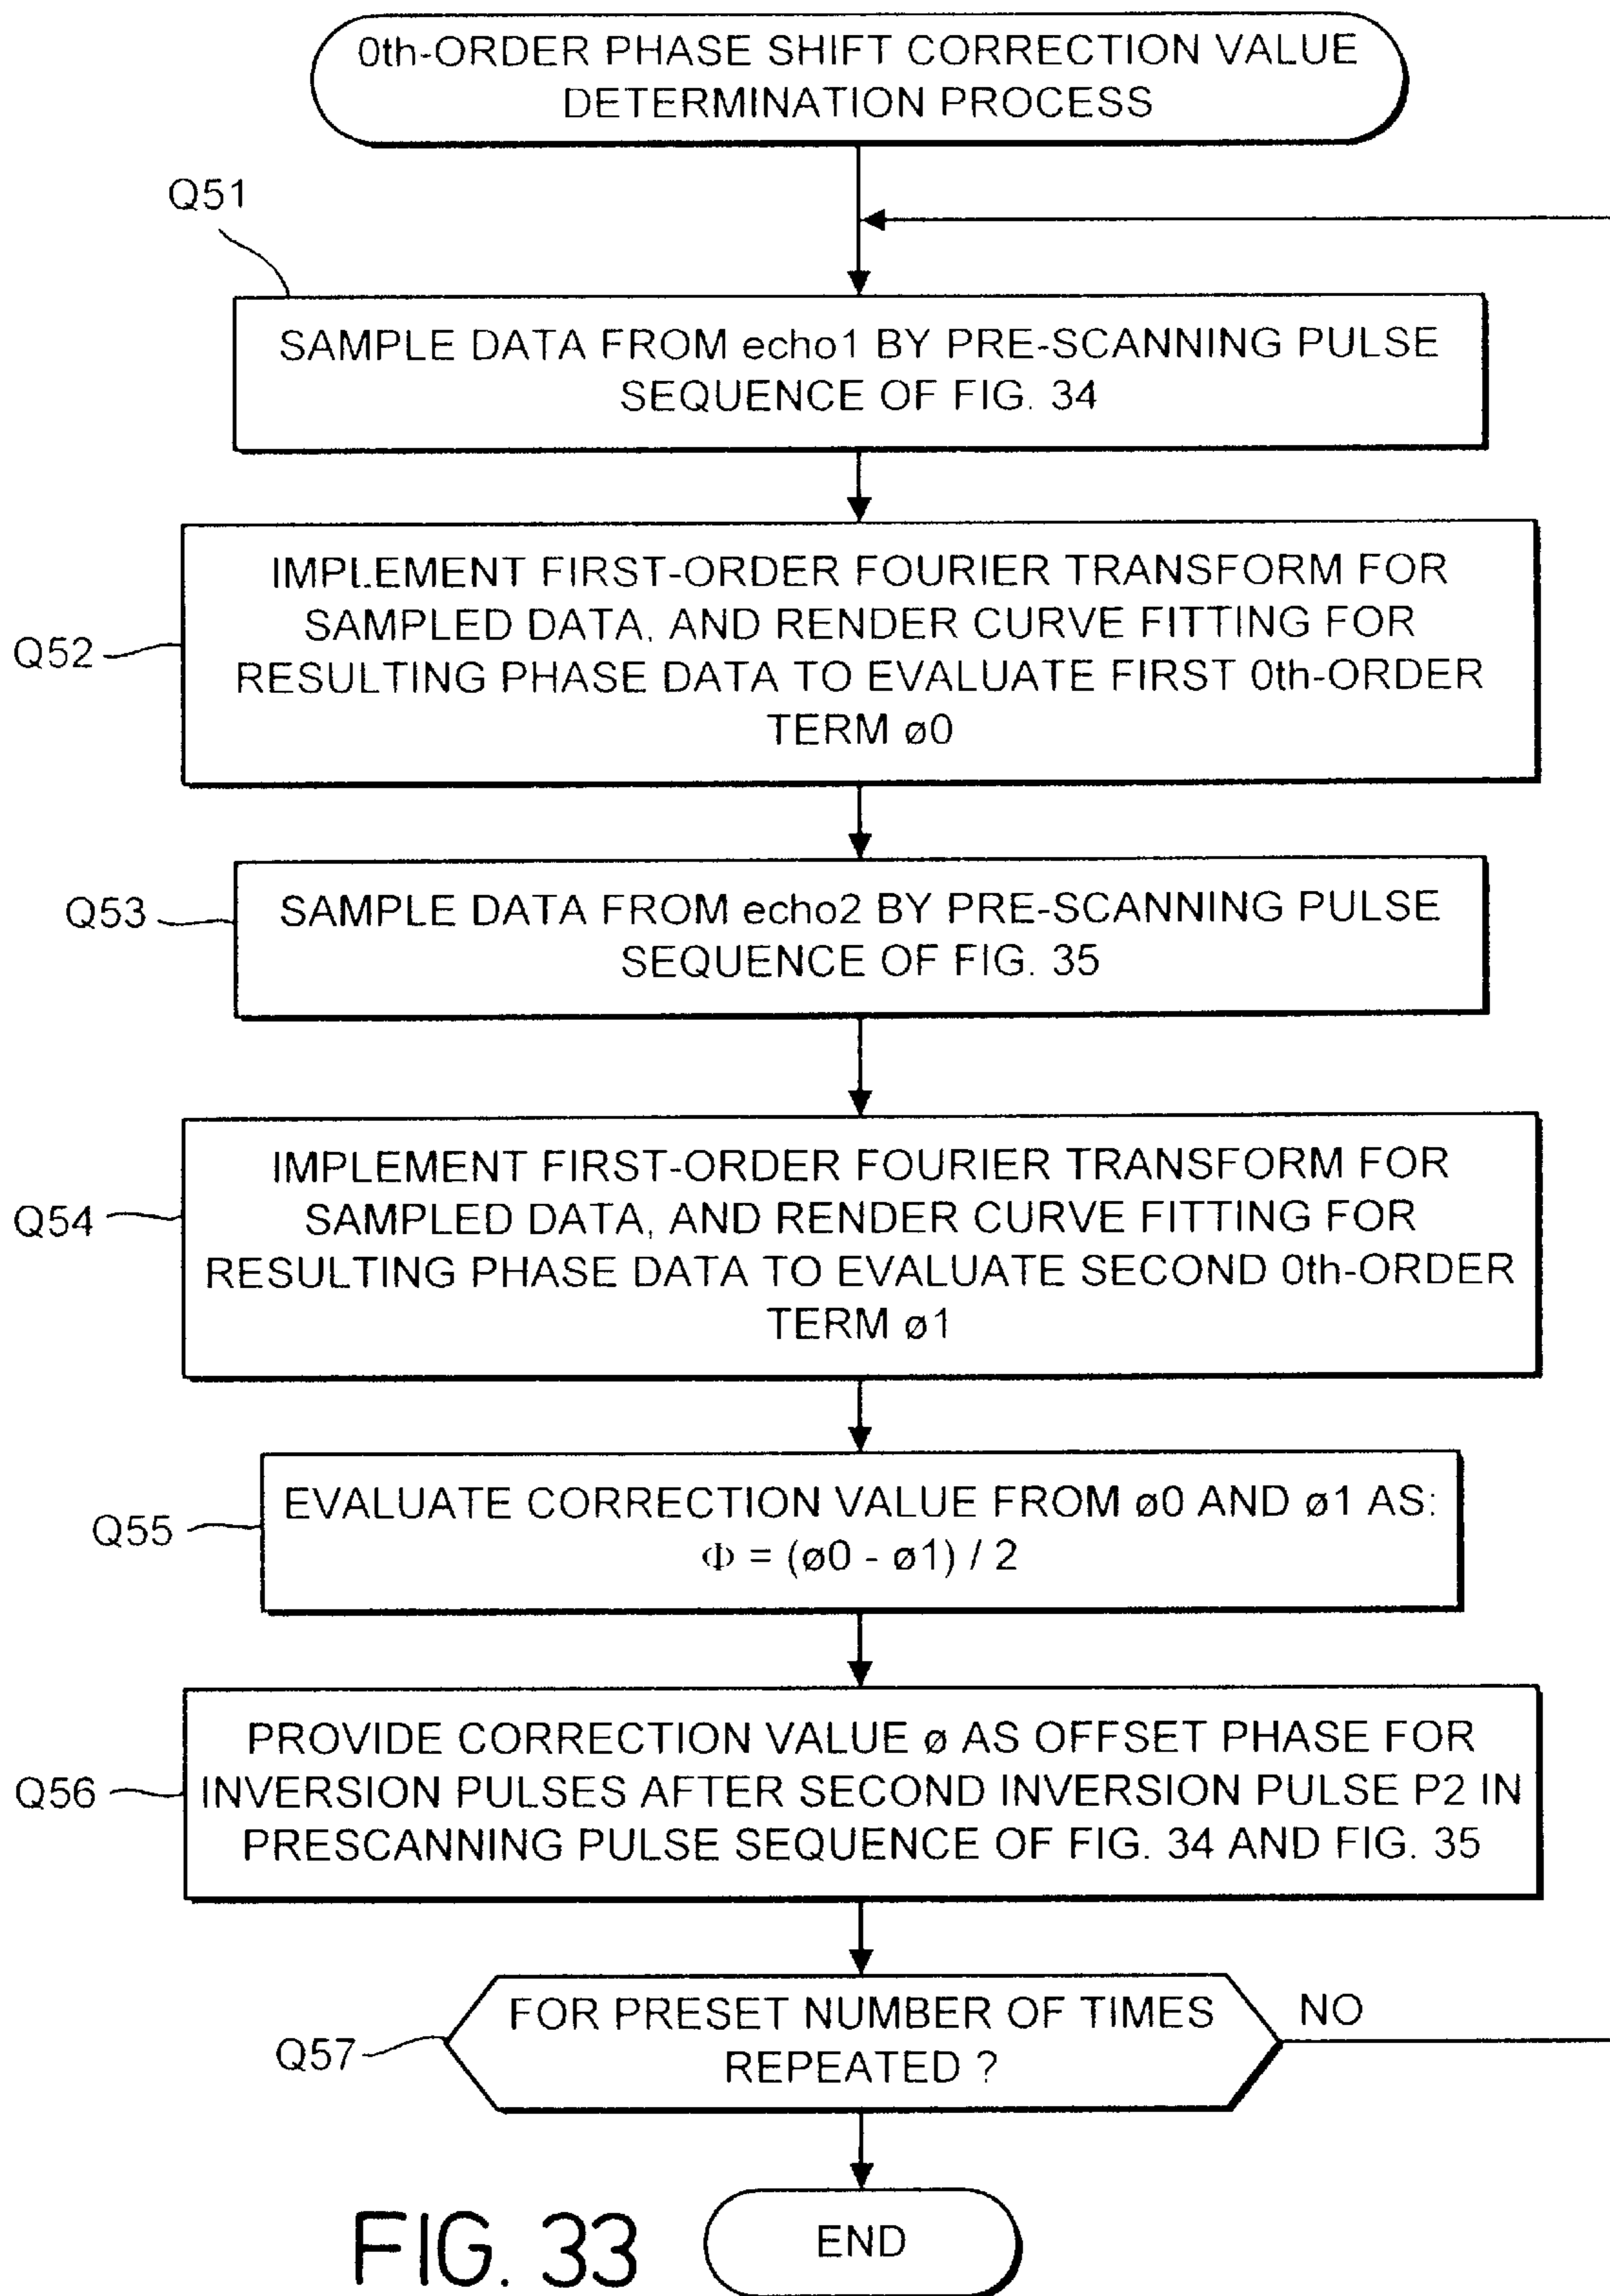 0th-ORDER PHASE SHIFT CORRECTION VALUE
DETERMINATION PROCESS
Q51
SAMPLE DATA FROM echo1 BY PRE-SCANNING PULSE
SEQUENCE OF FIG. 34
Q52
IMPLEMENT FIRST-ORDER FOURIER TRANSFORM FOR
SAMPLED DATA, AND RENDER CURVE FITTING FOR
RESULTING PHASE DATA TO EVALUATE FIRST 0th-ORDER
TERM ø0
Q53
SAMPLE DATA FROM echo2 BY PRE-SCANNING PULSE
SEQUENCE OF FIG. 35
Q54
IMPLEMENT FIRST-ORDER FOURIER TRANSFORM FOR
SAMPLED DATA, AND RENDER CURVE FITTING FOR
RESULTING PHASE DATA TO EVALUATE SECOND 0th-ORDER
TERM ø1
Q55
EVALUATE CORRECTION VALUE FROM ø0 AND ø1 AS:
Φ = (ø0 - ø1) / 2
Q56
PROVIDE CORRECTION VALUE ø AS OFFSET PHASE FOR
INVERSION PULSES AFTER SECOND INVERSION PULSE P2 IN
PRESCANNING PULSE SEQUENCE OF FIG. 34 AND FIG. 35
Q57
FOR PRESET NUMBER OF TIMES
REPEATED ?
NO
END
FIG. 33